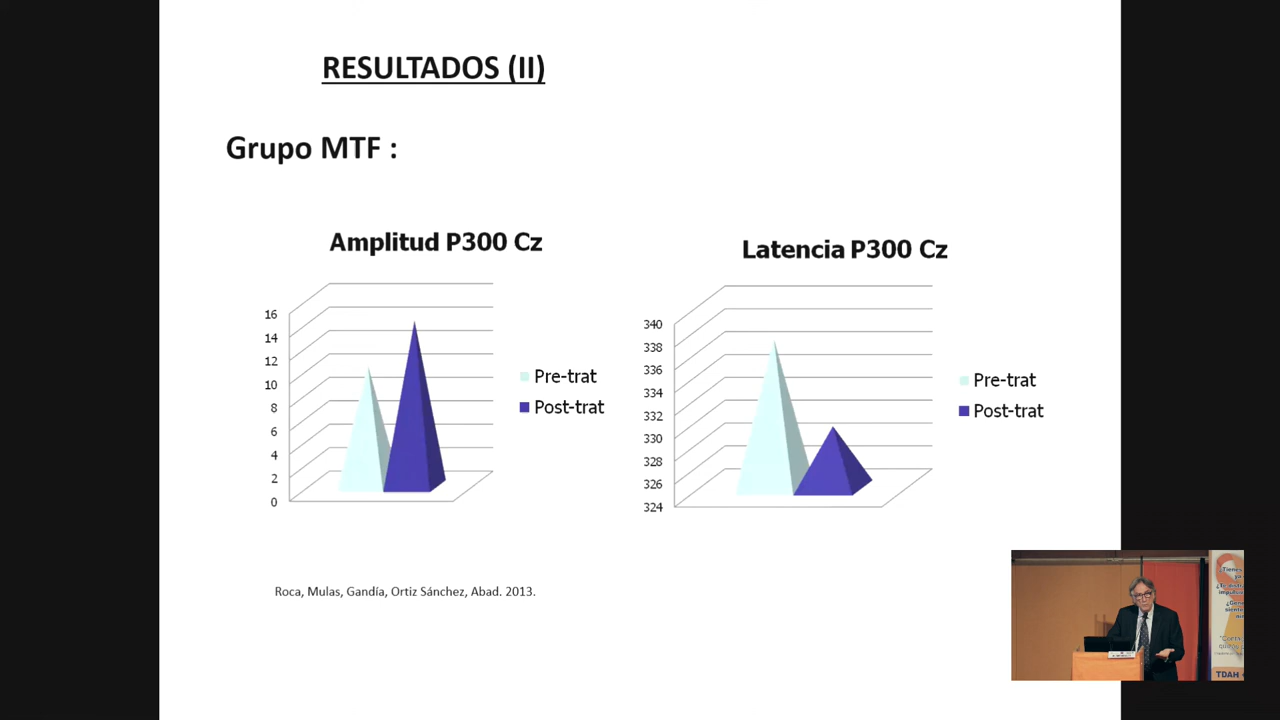 RESULTADOS (II)
Grupo MTF :
Amplitud P300 Cz
16
14
12
10
8
6
4
2
0
Pre-trat
Post-trat
Latencia P300 Cz
340
338
336
334
332
330
328
326
324
Pre-trat
Post-trat
Roca, Mulas, Gandía, Ortiz Sánchez, Abad. 2013.
TDAH